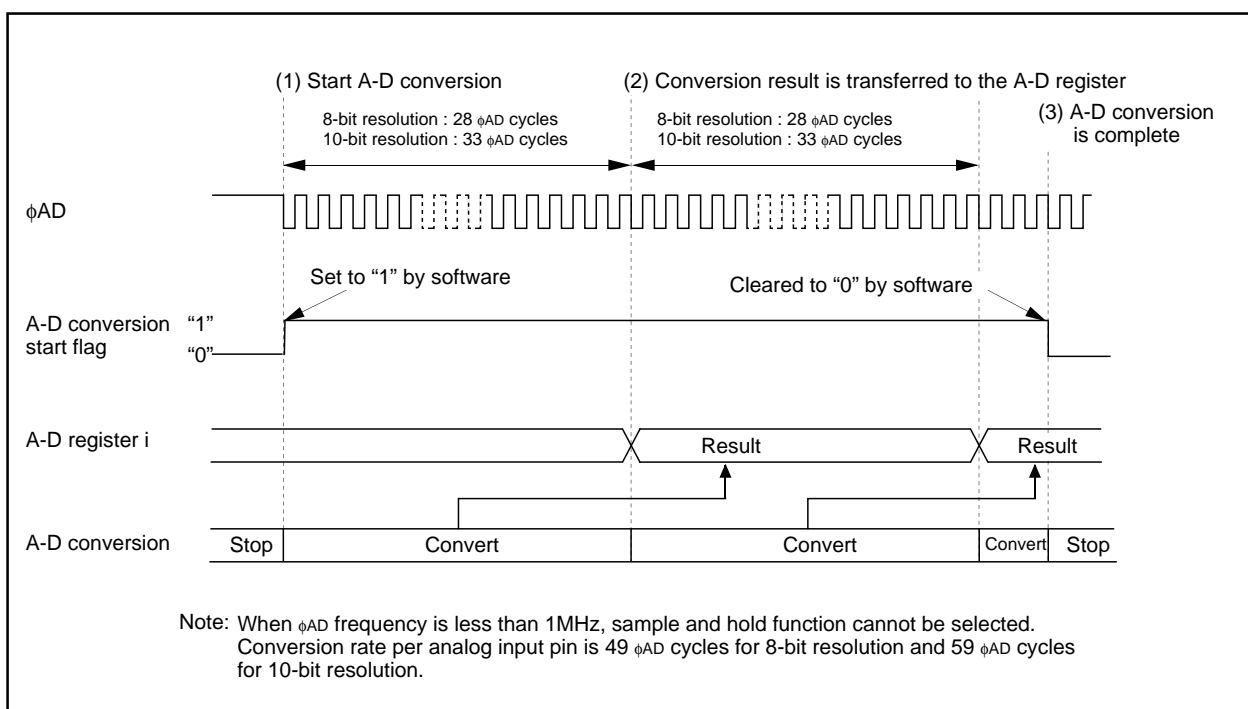 (1) Start A-D conversion
(2) Conversion result is transferred to the A-D register
8-bit resolution : 28 ϕAD cycles
10-bit resolution : 33 ϕAD cycles
8-bit resolution : 28 ϕAD cycles
10-bit resolution : 33 ϕAD cycles
(3) A-D conversion
is complete
ϕAD
Set to “1” by software
Cleared to “0” by software
A-D conversion
start flag
“1”
“0”
A-D register i
Result
Result
A-D conversion
Stop
Convert
Convert
Convert
Stop
Note: When ϕAD frequency is less than 1MHz, sample and hold function cannot be selected.
Conversion rate per analog input pin is 49 ϕAD cycles for 8-bit resolution and 59 ϕAD cycles
for 10-bit resolution.